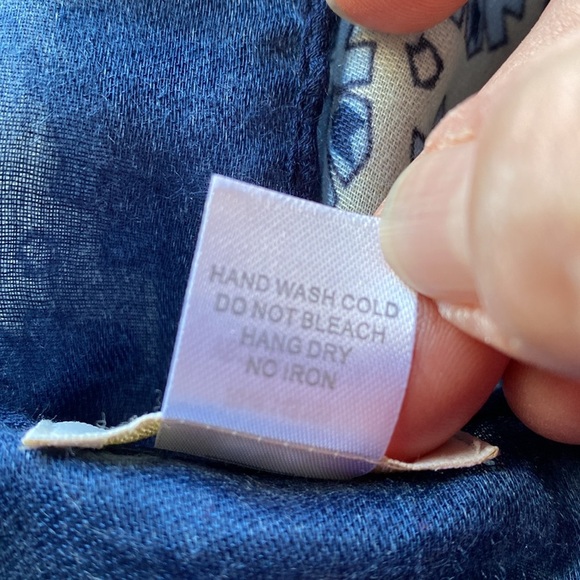 HAND WASH COLD
DO NOT BLEACH
HANG DRY
NO IRON